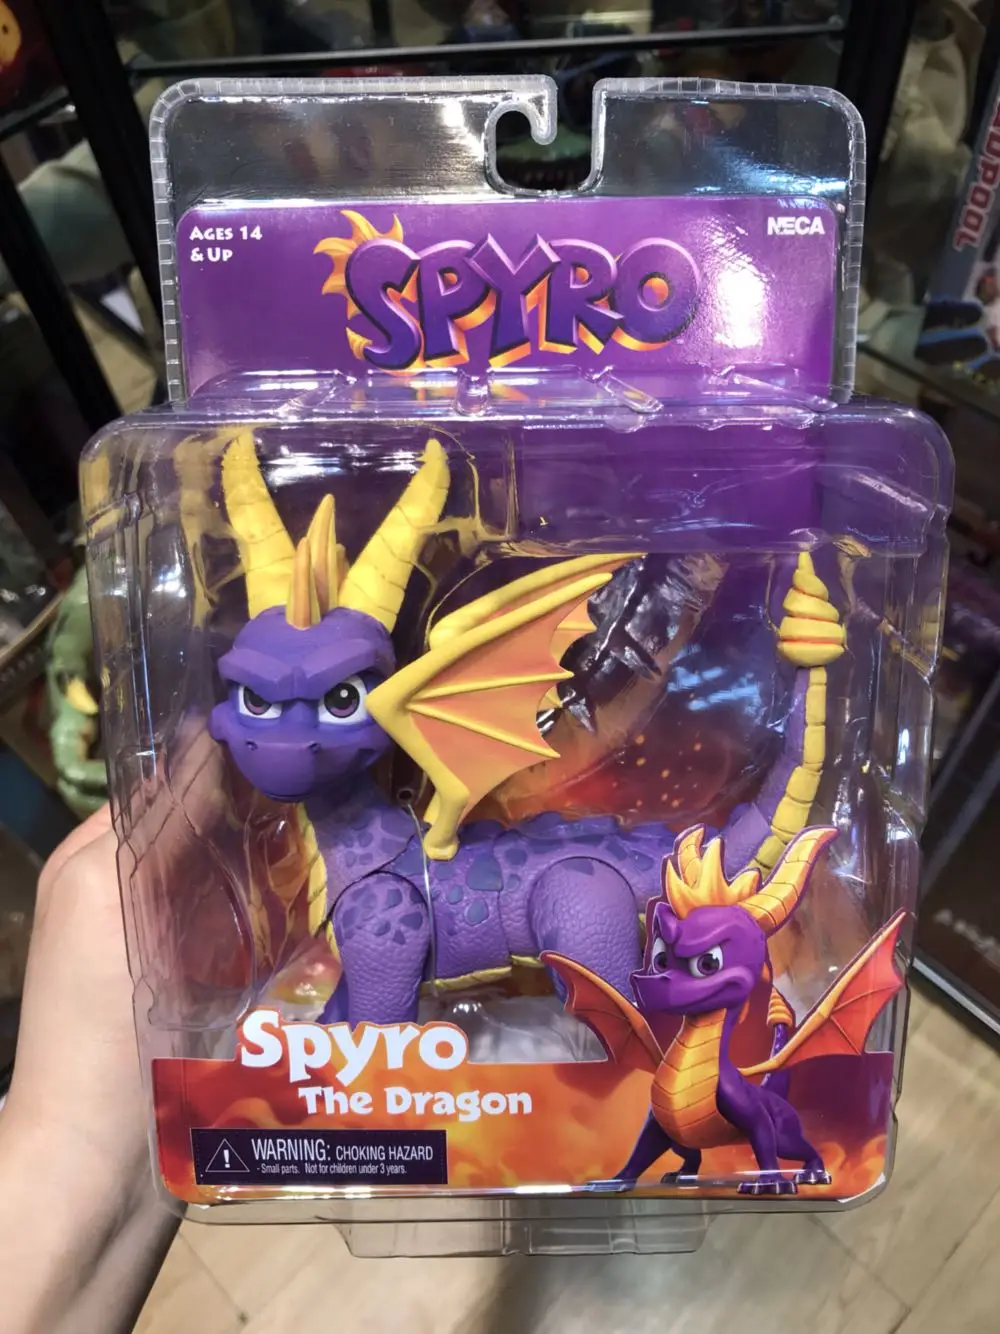 AGES 14
& UP
SPYRO
NECA
Spyro
The Dragon
WARNING: CHOKING HAZARD
- Small parts. Not for children under 3 years.